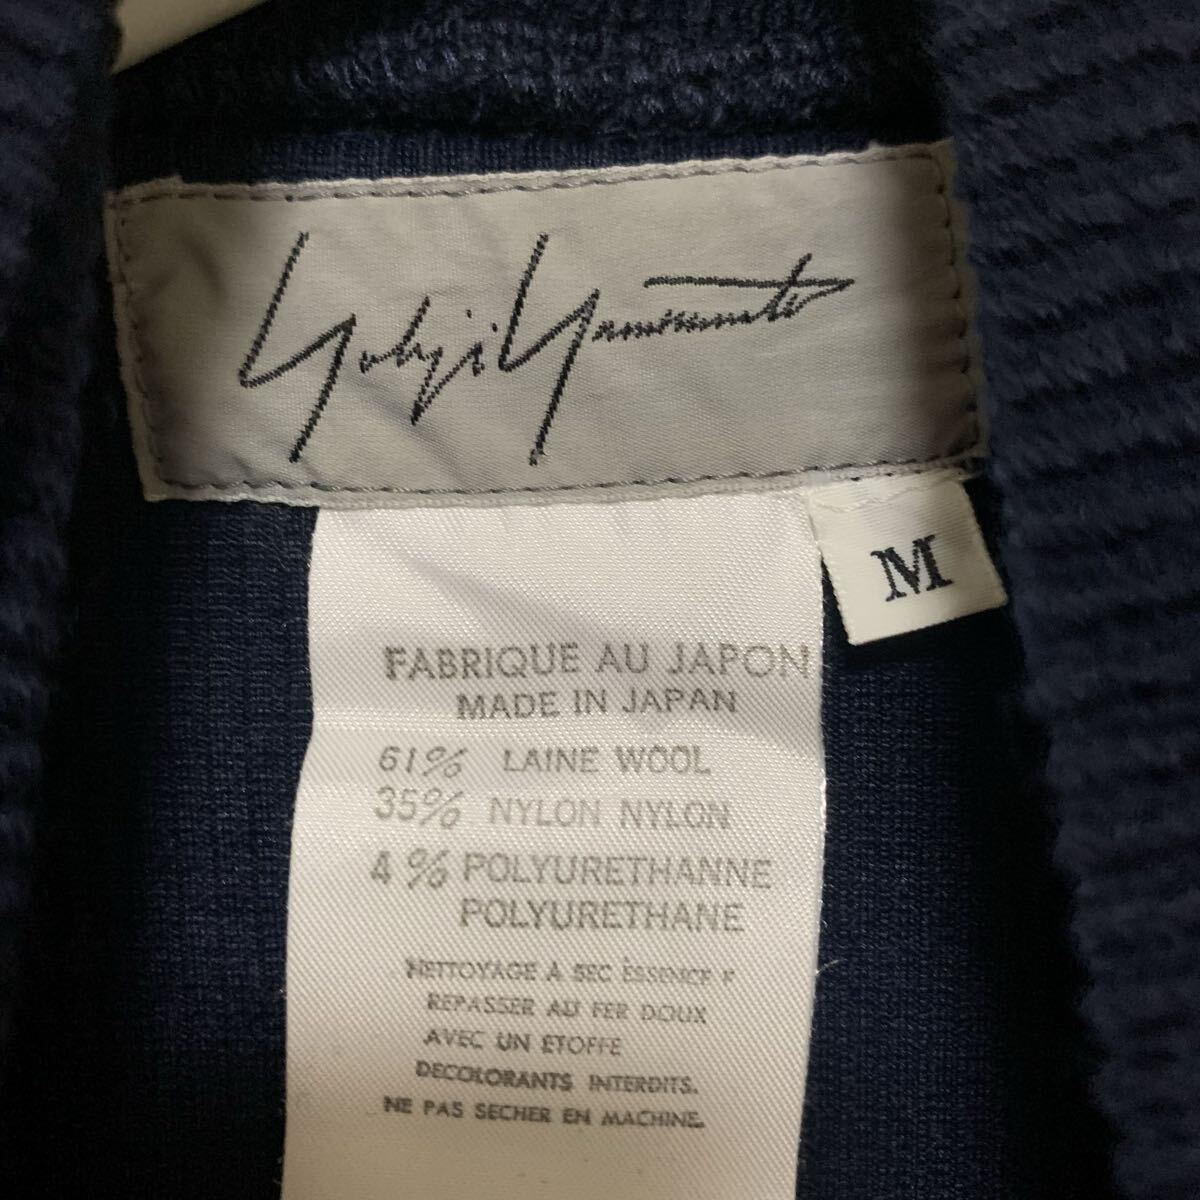 Yohji Yamamoto
M
FABRIQUE AU JAPON
MADE IN JAPAN
61% LAINE WOOL
35% NYLON NYLON
4% POLYURETHANNE
POLYURETHANE
NETTOYAGE A SEC ESSENCE F
REPASSER AU FER DOUX
AVEC UN ETOFFE
DECOLORANTS INTERDITS.
NE PAS SECHER EN MACHINE.